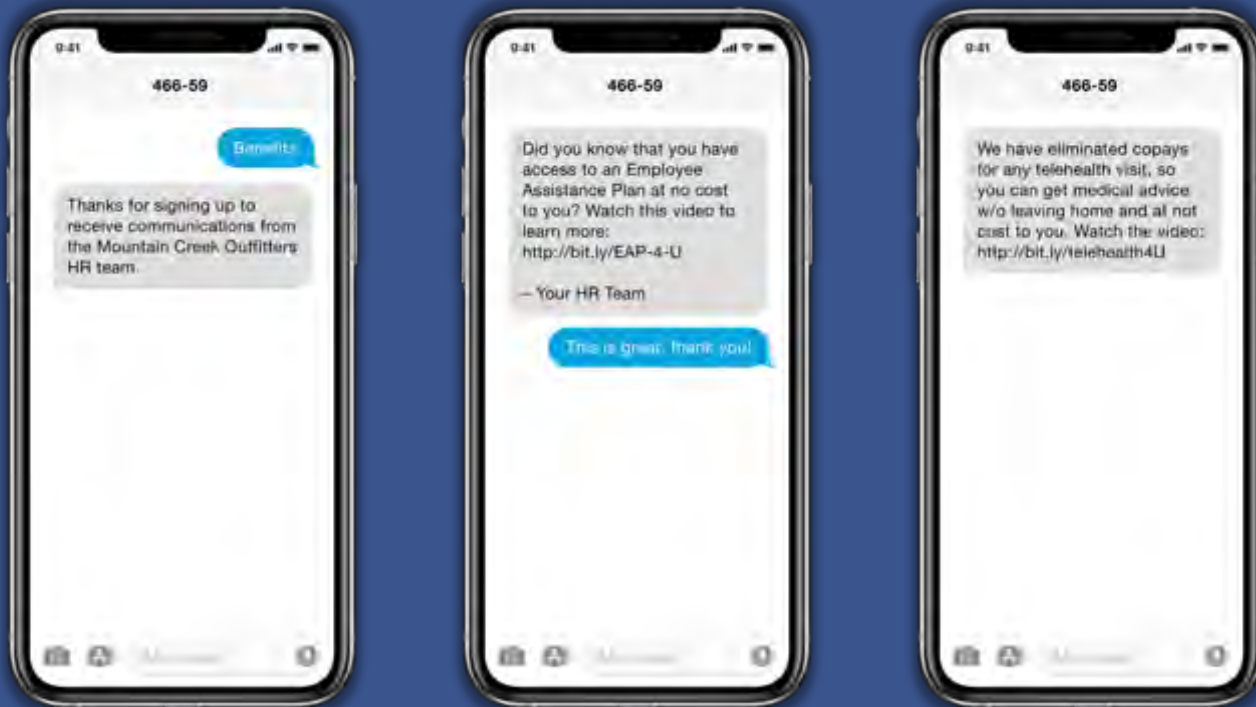 9:41
466-59
Benefits
Thanks for signing up to
receive communications from
the Mountain Creek Outfitters
HR team.
9:41
466-59
Did you know that you have
access to an Employee
Assistance Plan at no cost
to you? Watch this video to
learn more:
http://bit.ly/EAP-4-U
– Your HR Team
This is great, thank you!
9:41
466-59
We have eliminated copays
for any telehealth visit, so
you can get medical advice
w/o leaving home and at not
cost to you. Watch the video:
http://bit.ly/telehealth4U